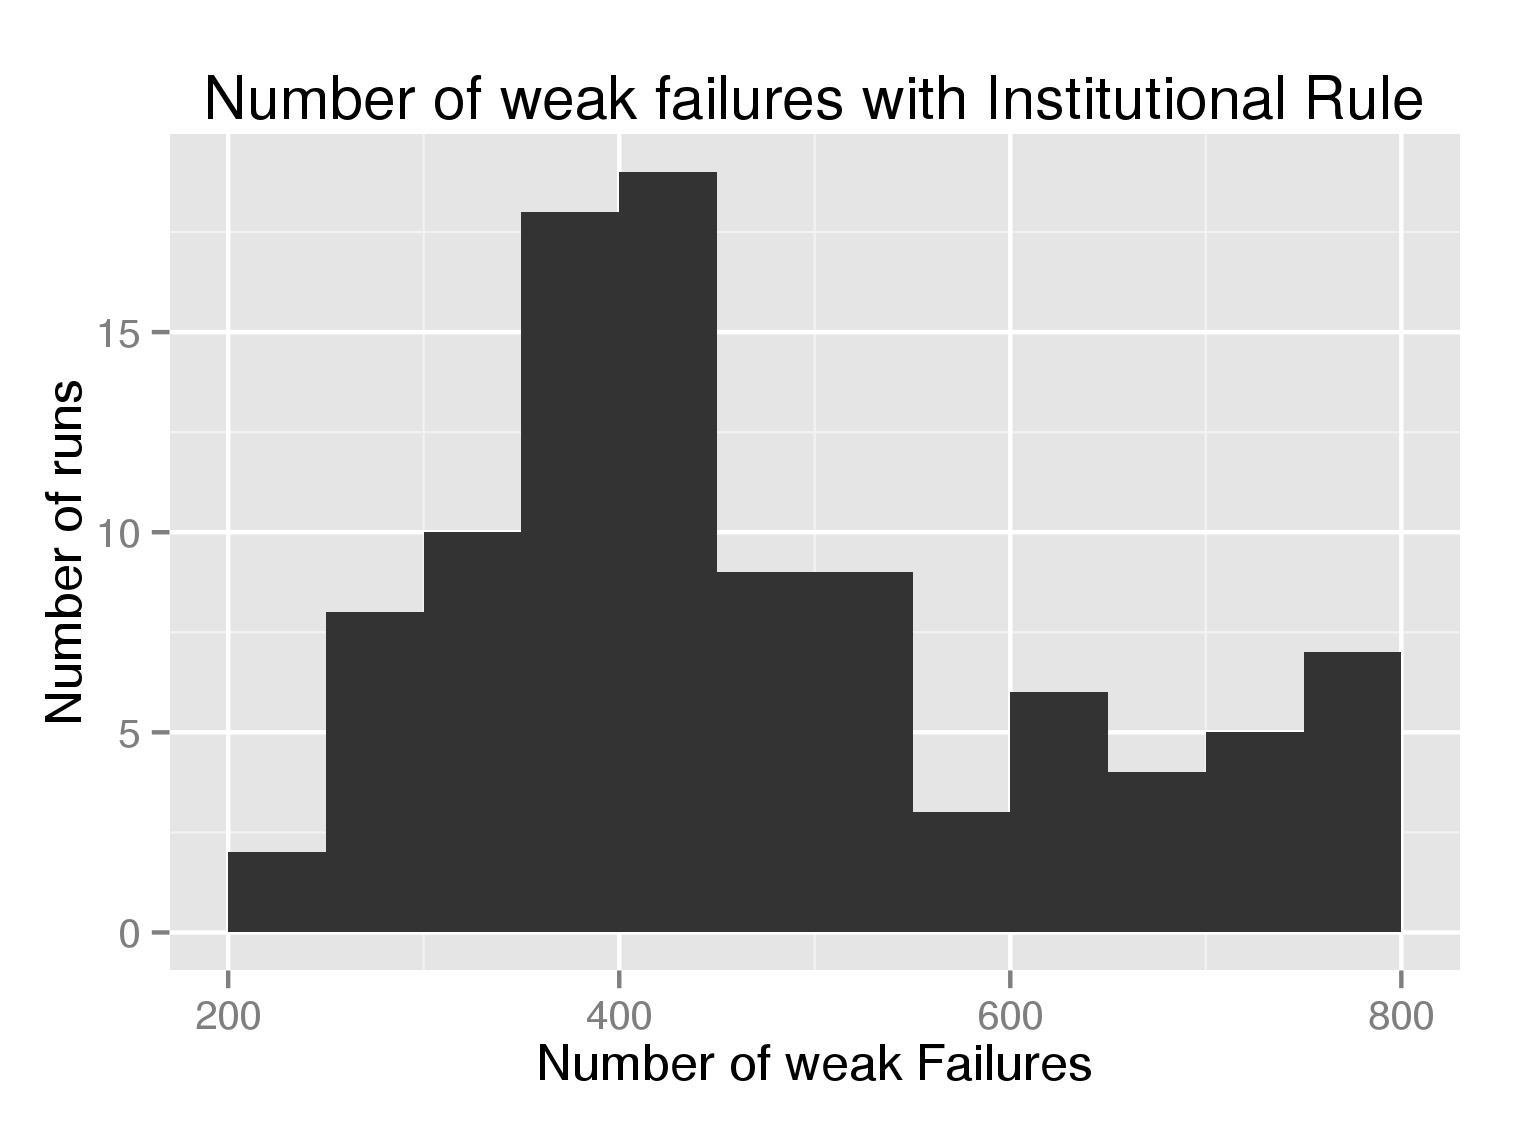 Number of weak failures with Institutional Rule
Number of runs
15
10
5
0
200 400 600 800
Number of weak Failures